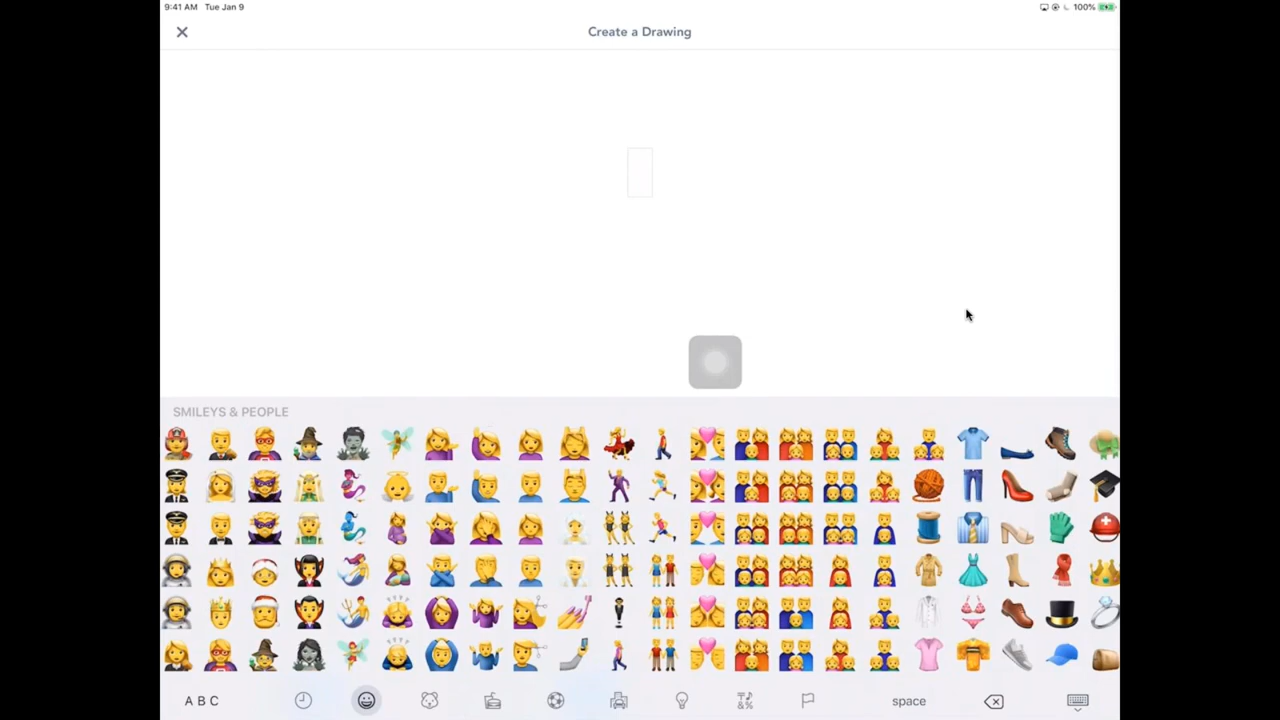 9:41 AM Tue Jan 9
100%
Create a Drawing
SMILEYS & PEOPLE
A B C
space